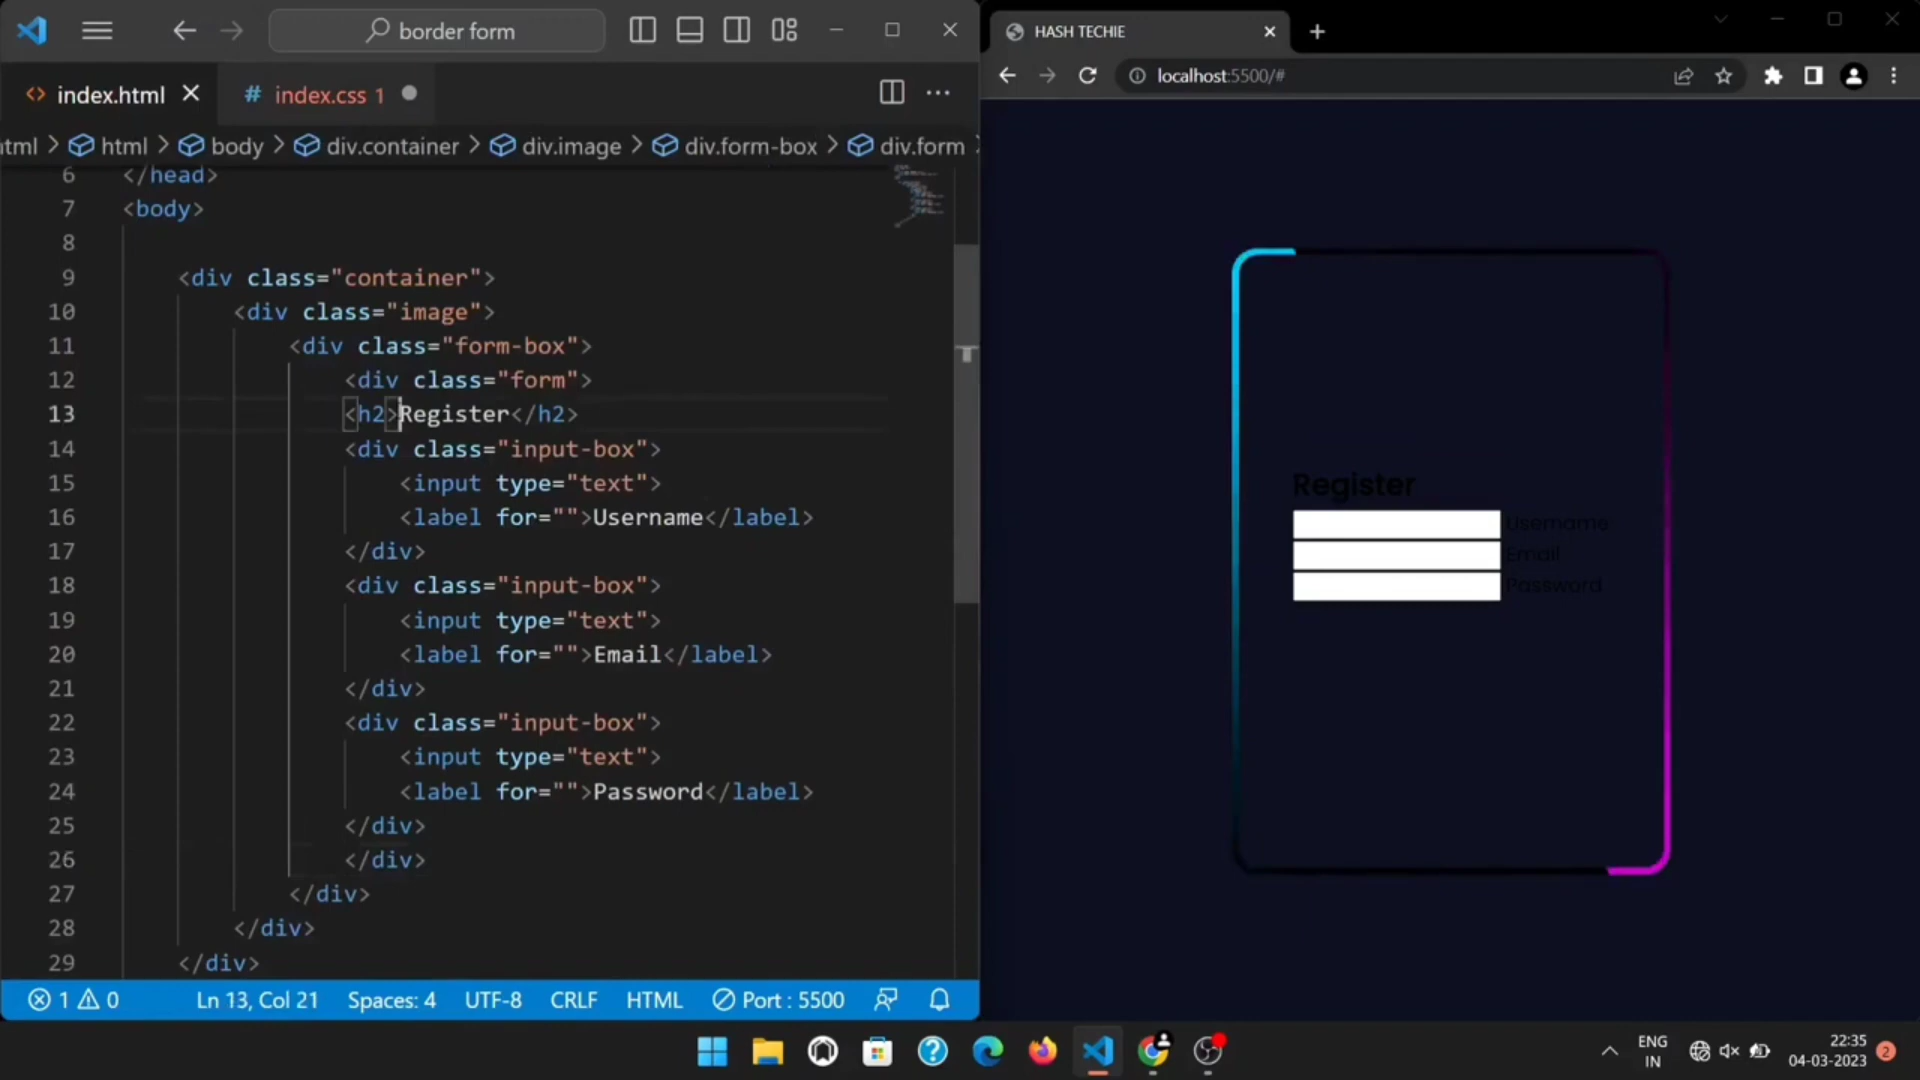 border form
index.html
# index.css 1
tml > html > body > div.container > div.image > div.form-box > div.form
6 </head>
7 <body>
8
9 <div class="container">
10 <div class="image">
11 <div class="form-box">
12 <div class="form">
13 <h2>Register</h2>
14 <div class="input-box">
15 <input type="text">
16 <label for="">Username</label>
17 </div>
18 <div class="input-box">
19 <input type="text">
20 <label for="">Email</label>
21 </div>
22 <div class="input-box">
23 <input type="text">
24 <label for="">Password</label>
25 </div>
26 </div>
27 </div>
28 </div>
29 </div>
1 0 Ln 13, Col 21 Spaces: 4 UTF-8 CRLF HTML Port : 5500
HASH TECHIE
localhost:5500/#
Register
Username
Email
Password
ENG
IN
22:35
04-03-2023
2